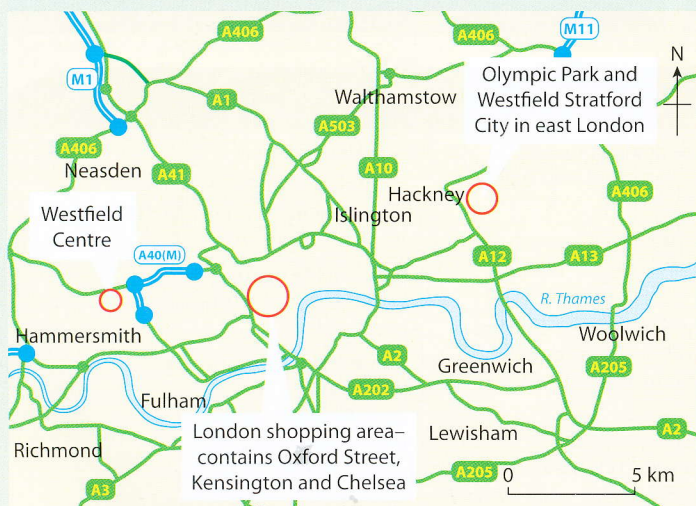 A406
A406
M11
N
M1
Olympic Park and
Westfield Stratford
City in east London
A1
Walthamstow
A503
A406
Neasden
A41
A10
Hackney
A406
Westfield
Centre
Islington
A40(M)
A12
A13
R. Thames
Hammersmith
Woolwich
A2
Greenwich
A205
Fulham
A202
London shopping area–
contains Oxford Street,
Kensington and Chelsea
Lewisham
A2
Richmond
A205
0
5 km
A3